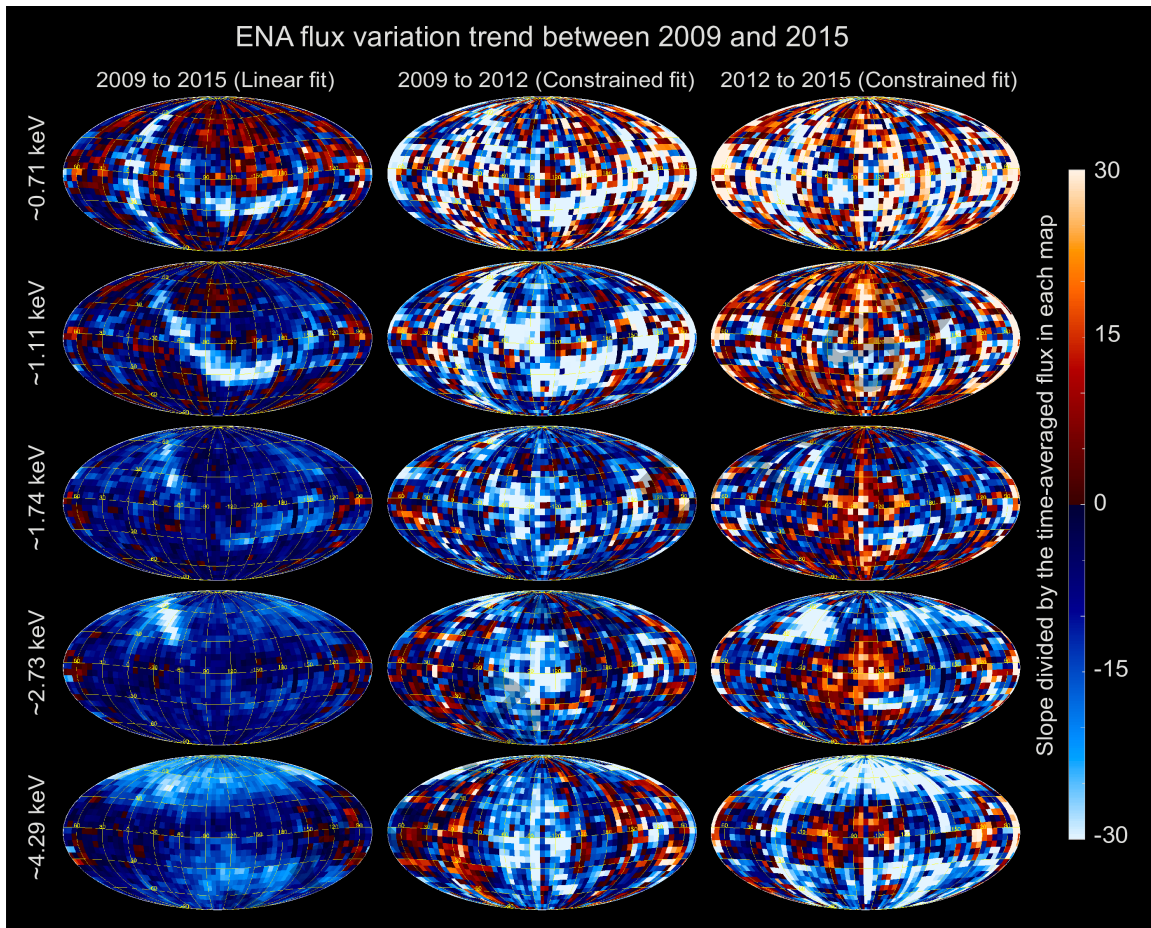 ENA flux variation trend between 2009 and 2015
2009 to 2015 (Linear fit)
2009 to 2012 (Constrained fit)
2012 to 2015 (Constrained fit)
~0.71 keV
~1.11 keV
~1.74 keV
~2.73 keV
~4.29 keV
30
15
0
-15
-30
Slope divided by the time-averaged flux in each map